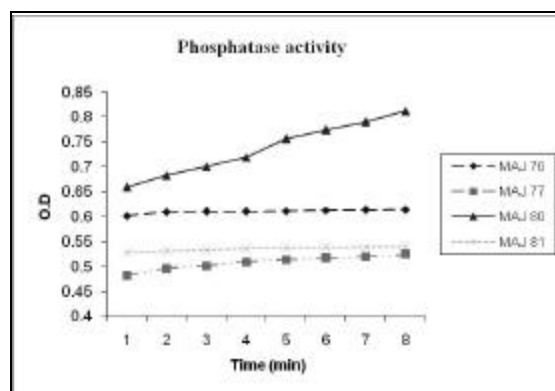 Phosphatase activity
0.85
0.8
0.75
0.7
0.65
0.6
0.55
0.5
0.45
0.4
O.D
1 2 3 4 5 6 7 8
Time (min)
MAJ 76
MAJ 77
MAJ 80
MAJ 81